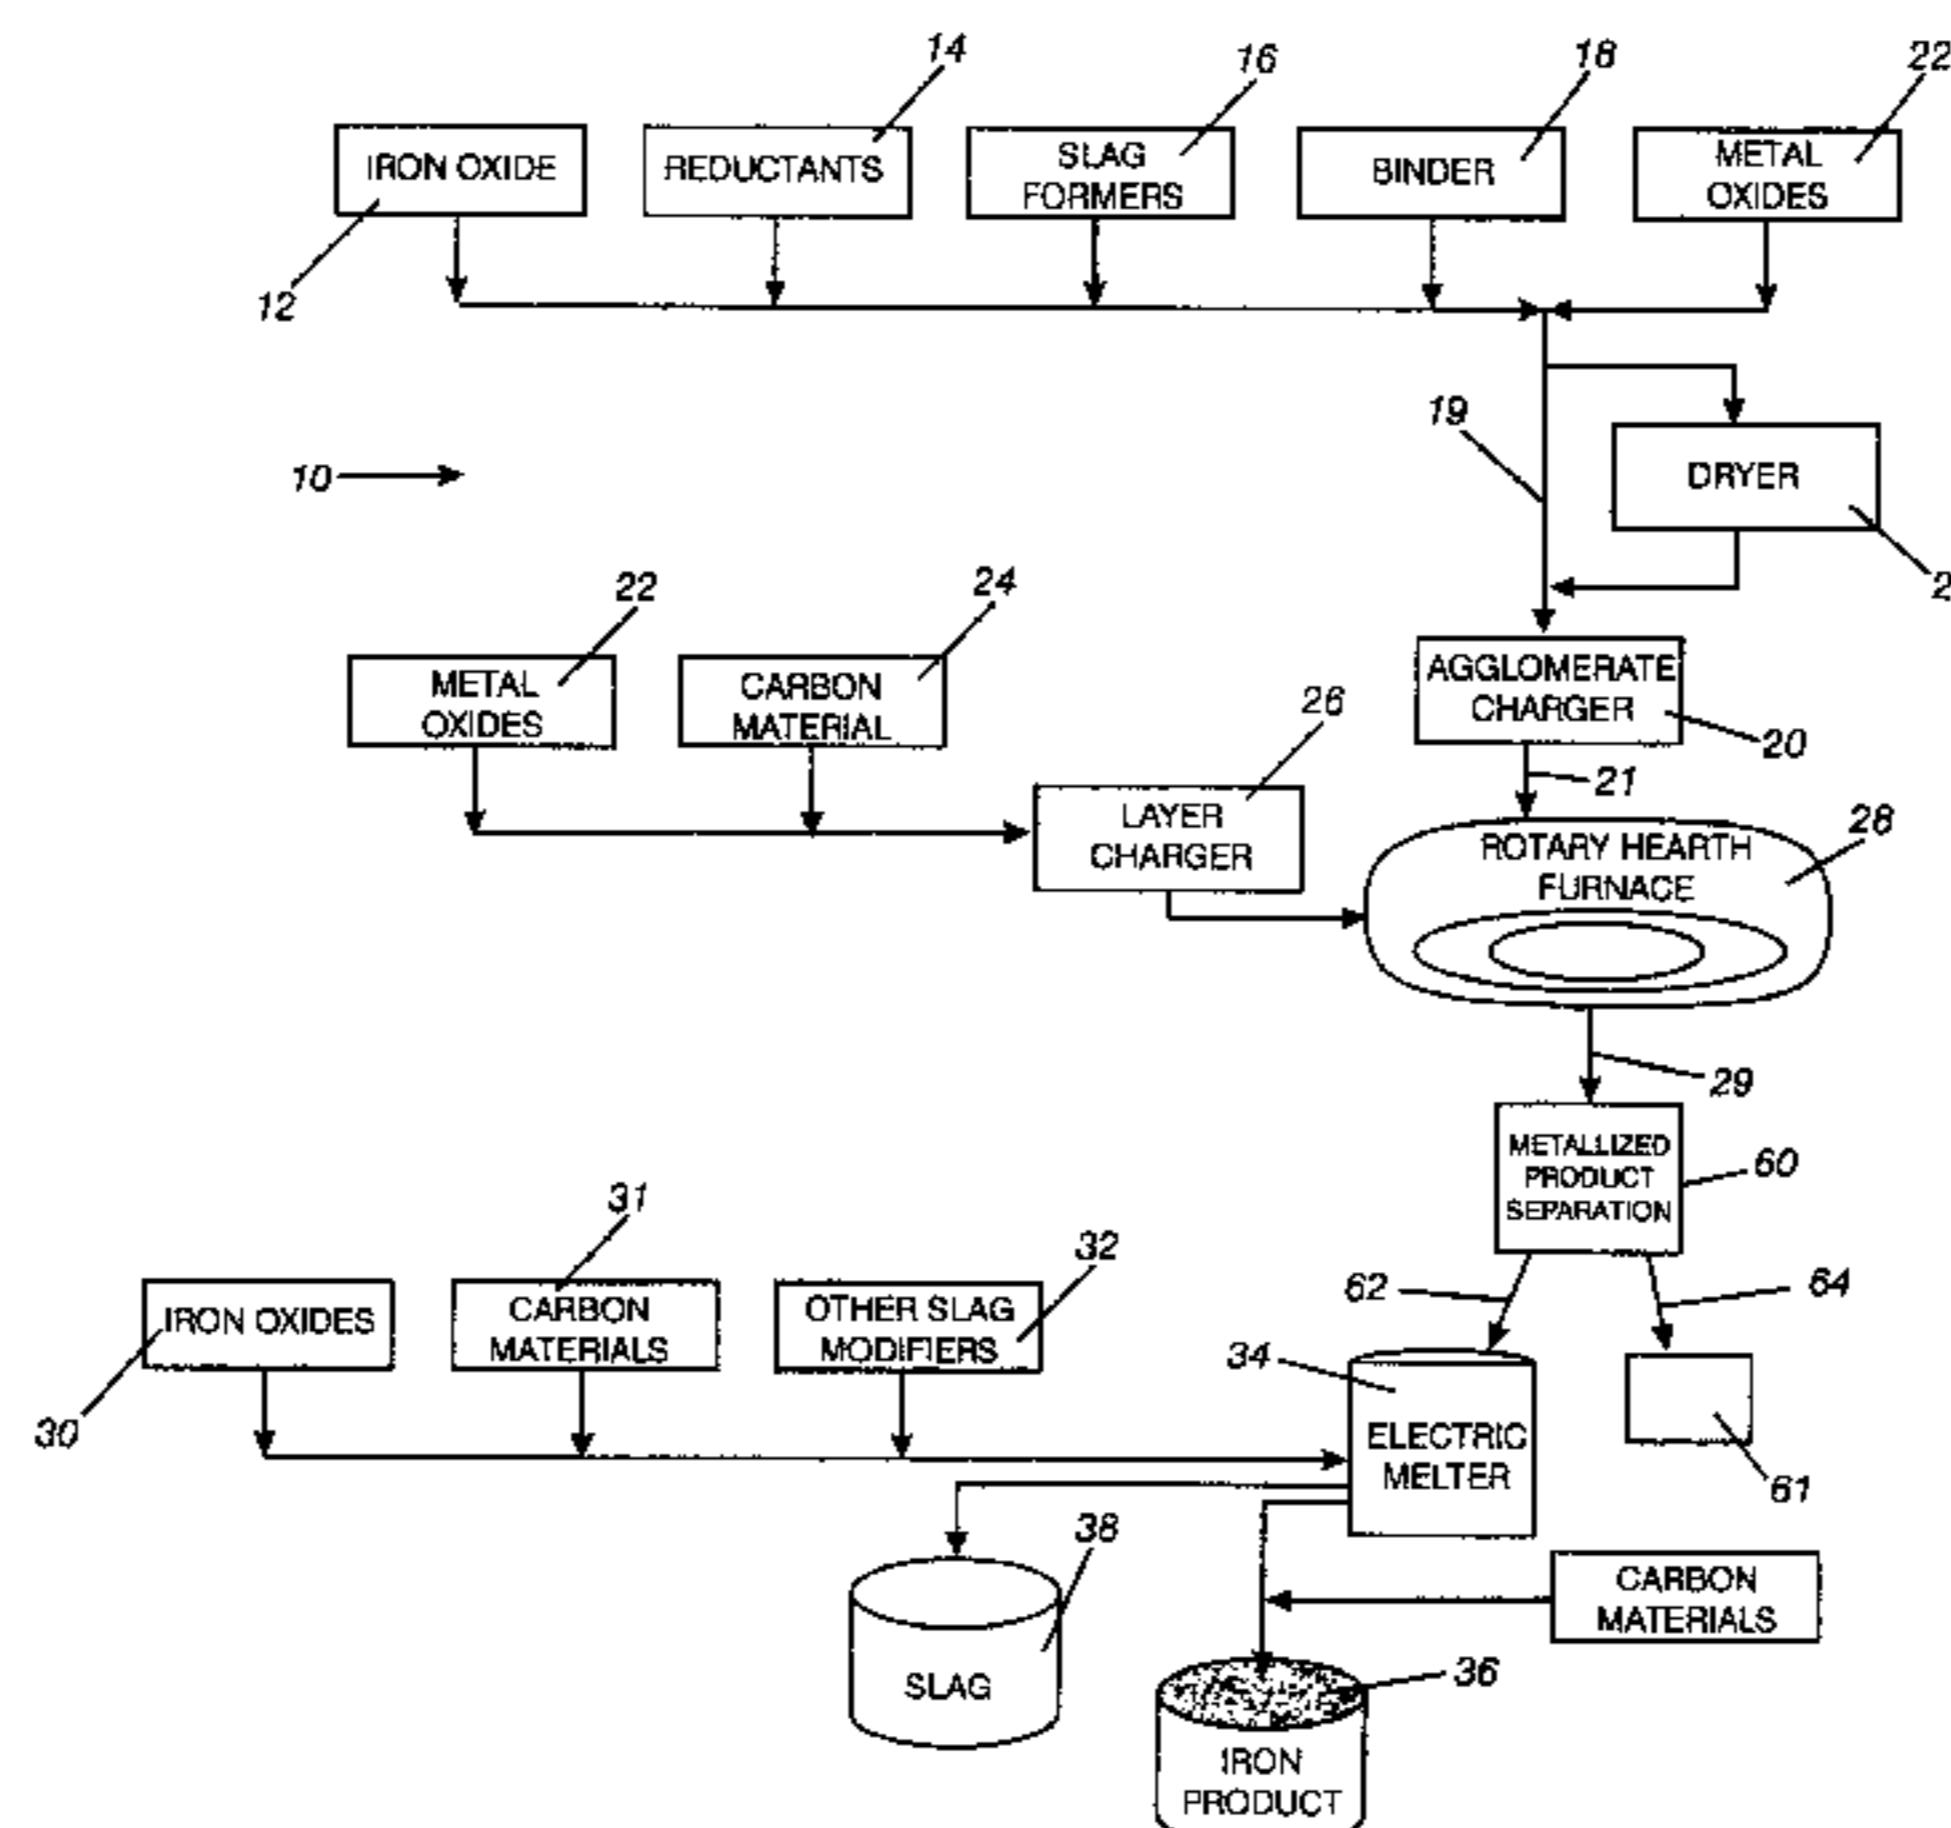 14
16
18
22
IRON OXIDE
REDUCTANTS
SLAG
FORMERS
BINDER
METAL
OXIDES
12
19
10
DRYER
2
22
24
METAL
OXIDES
CARBON
MATERIAL
AGGLOMERATE
CHARGER
26
20
21
LAYER
CHARGER
28
ROTARY HEARTH
FURNACE
29
METALLIZED
PRODUCT
SEPARATION
60
31
32
62
64
IRON OXIDES
CARBON
MATERIALS
OTHER SLAG
MODIFIERS
34
30
ELECTRIC
MELTER
61
38
CARBON
MATERIALS
SLAG
36
IRON
PRODUCT